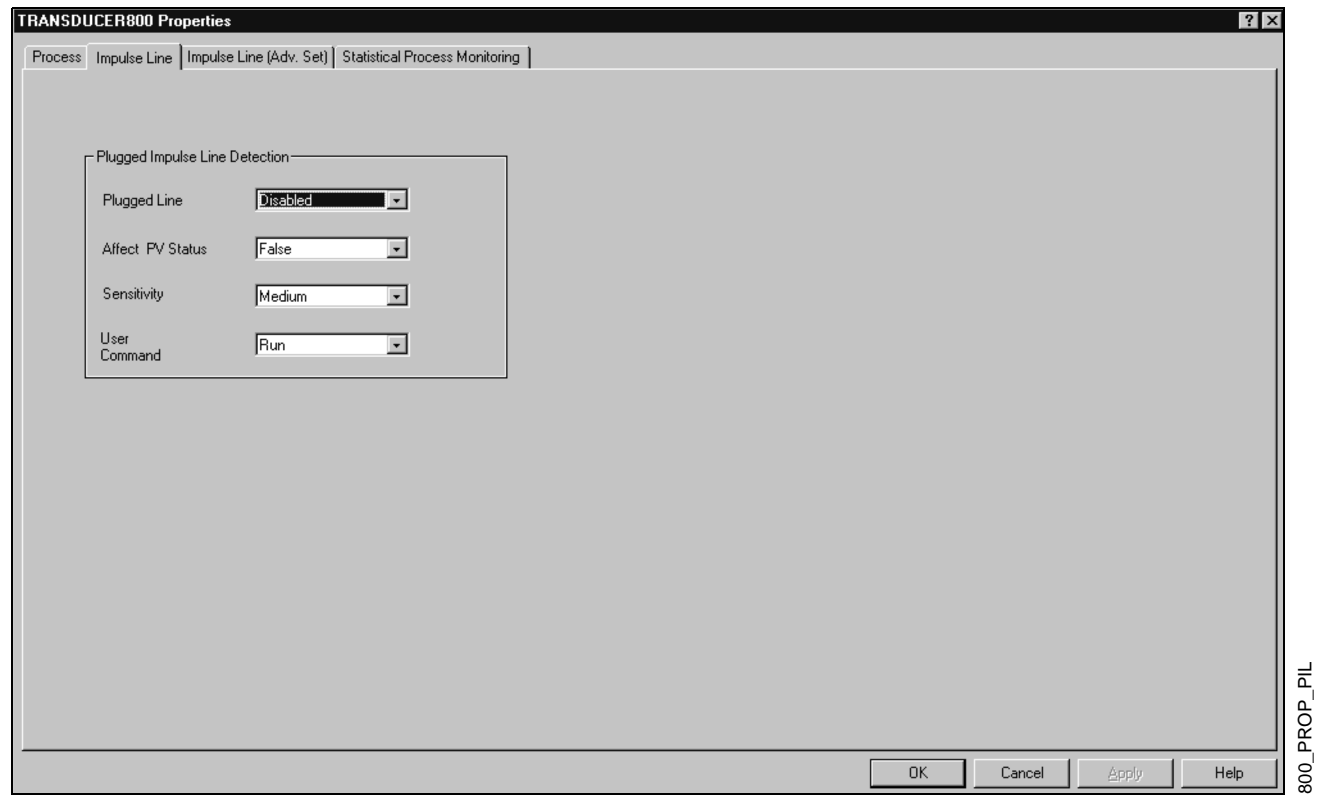 TRANSDUCER800 Properties
Process Impulse Line Impulse Line (Adv. Set) Statistical Process Monitoring
Plugged Impulse Line Detection
Plugged Line Disabled
Affect PV Status False
Sensitivity Medium
User
Command Run
OK Cancel Apply Help
800_PROP_PIL